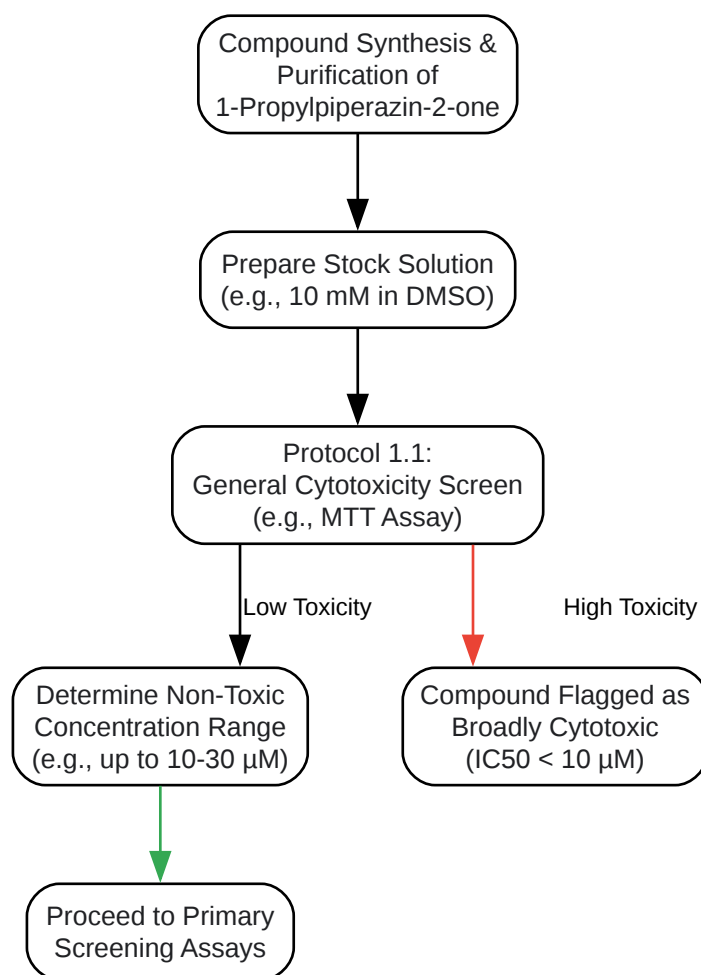 Compound Synthesis &
Purification of
1-Propylpiperazin-2-one
Prepare Stock Solution
(e.g., 10 mM in DMSO)
Protocol 1.1:
General Cytotoxicity Screen
(e.g., MTT Assay)
Low Toxicity
High Toxicity
Determine Non-Toxic
Concentration Range
(e.g., up to 10-30 µM)
Compound Flagged as
Broadly Cytotoxic
(IC50 < 10 µM)
Proceed to Primary
Screening Assays